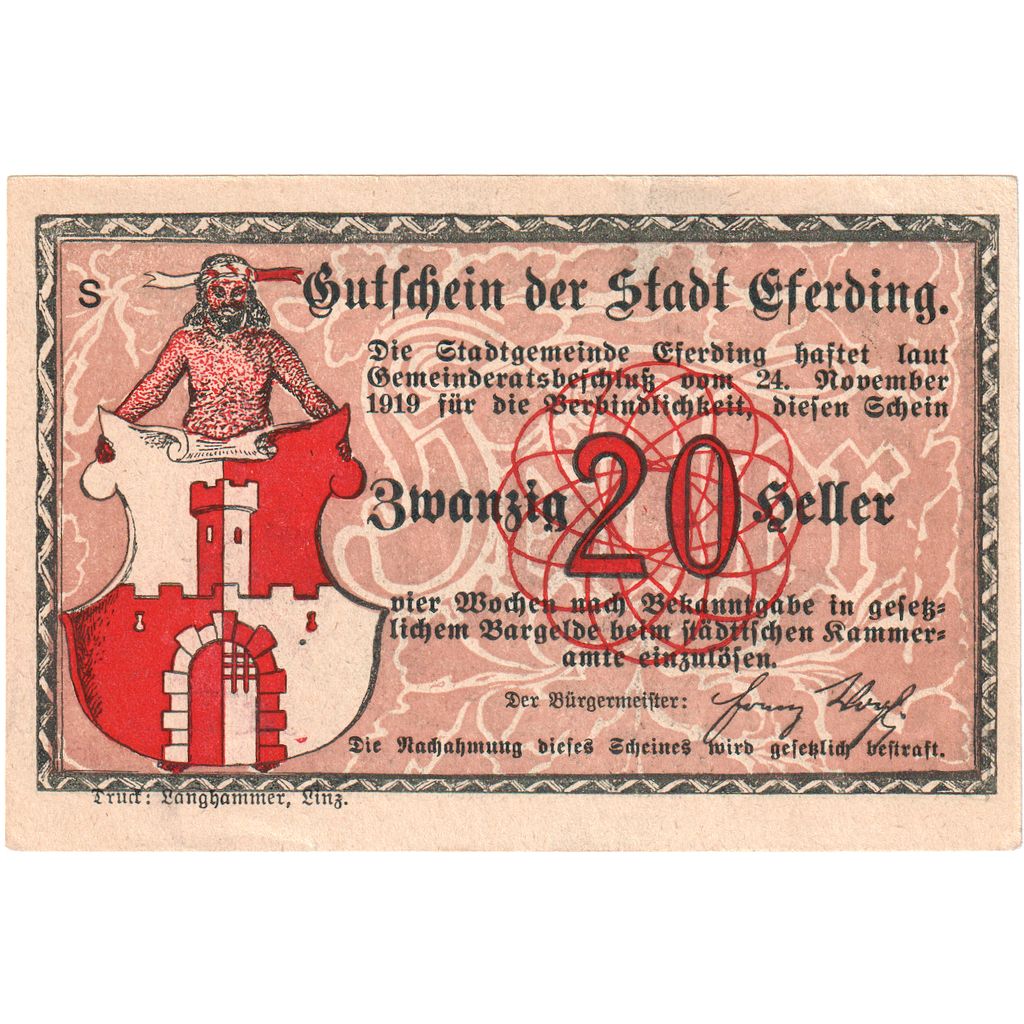 S
Gutschein der Stadt Eferding.
Die Stadtgemeinde Eferding haftet laut
Gemeinderatsbeschluß vom 24. November
1919 für die Verbindlichkeit, diesen Schein
Zwanzig 20 Heller
vier Wochen nach Bekanntgabe in gesetz-
lichem Bargelde beim städtischen Kammer-
amte einzulösen.
Der Bürgermeister: Franz
Die Nachahmung dieses Scheines wird gesetzlich bestraft.
Druck: Langhammer, Linz.